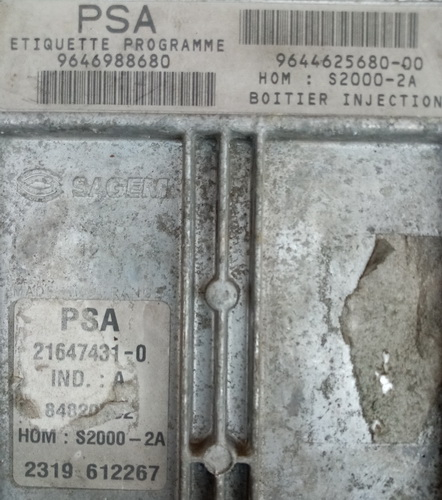 PSA
ETIQUETTE PROGRAMME
9646988680
9644625680-00
HOM : S2000-2A
BOITIER INJECTION
SAGEM
PSA
21647431-0
IND. : A
HOM : S2000-2A
2319 612267